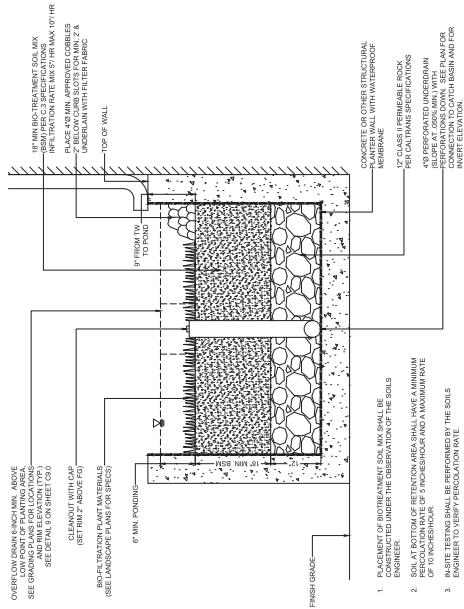 18" MIN BIO-TREATMENT SOIL MIX
(BSM) PER C.3 SPECIFICATIONS
INFILTRATION RATE MIX 5"/ HR MAX 10"/ HR
PLACE 4"Ø MIN. APPROVED COBBLES
2" BELOW CURB SLOTS FOR MIN. 2' &
UNDERLAIN WITH FILTER FABRIC
TOP OF WALL
9" FROM TW
TO POND
OVERFLOW DRAIN 6-INCH MIN. ABOVE
LOW POINT OF PLANTING AREA,
SEE GRADING PLANS FOR LOCATIONS
AND RIM ELEVATION (TYP.)
SEE DETAIL 9 ON SHEET C9.0
CLEANOUT WITH CAP
(SET RIM 2" ABOVE FG)
BIO-FILTRATION PLANT MATERIALS
(SEE LANDSCAPE PLANS FOR SPECS)
6" MIN. PONDING
18" MIN. BSM
12"
FINISH GRADE
CONCRETE OR OTHER STRUCTURAL
PLANTER WALL WITH WATERPROOF
MEMBRANE
12" CLASS II PERMEABLE ROCK
PER CALTRANS SPECIFICATIONS
4"Ø PERFORATED UNDERDRAIN
(SLOPE AT .050% MIN.) WITH
PERFORATIONS DOWN. SEE PLAN FOR
CONNECTION TO CATCH BASIN AND FOR
INVERT ELEVATION.
1. PLACEMENT OF BIOTREATMENT SOIL MIX SHALL BE
CONSTRUCTED UNDER THE OBSERVATION OF THE SOILS
ENGINEER.
2. SOIL AT BOTTOM OF RETENTION AREA SHALL HAVE A MINIMUM
PERCOLATION RATE OF 5 INCHES/HOUR AND A MAXIMUM RATE
OF 10 INCHES/HOUR.
3. IN-SITE TESTING SHALL BE PERFORMED BY THE SOILS
ENGINEER TO VERIFY PERCOLATION RATE.